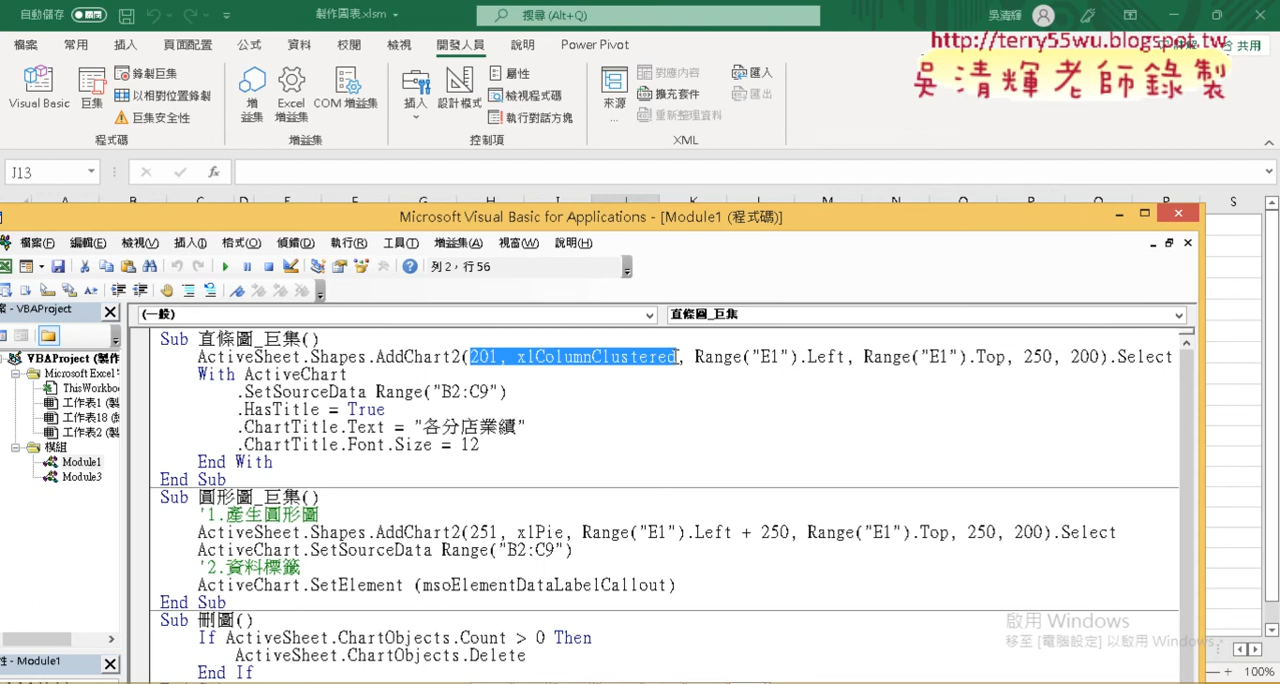 自動儲存
製作圖表.xlsm
搜尋 (Alt+Q)
吳清輝
檔案 常用 插入 頁面配置 公式 資料 校閱 檢視 開發人員 說明 Power Pivot
共用
http://terry55wu.blogspot.tw
吳清輝老師錄製
Visual Basic 巨集
錄製巨集
以相對位置錄製
巨集安全性
增益集
Excel 增益集
COM 增益集
插入 設計模式
屬性
檢視程式碼
執行對話方塊
來源
對應內容
擴充套件
重新整理資料
匯入
匯出
程式碼 增益集 控制項 XML
J13
fx
Microsoft Visual Basic for Applications - [Module1 (程式碼)]
檔案(F) 編輯(E) 檢視(V) 插入(I) 格式(O) 偵錯(D) 執行(R) 工具(T) 增益集(A) 視窗(W) 說明(H)
列 2，行 56
- VBAProject
(一般) 直條圖_巨集
VBAProject (製作
Microsoft Excel
ThisWorkbo
工作表1 (製
工作表18 (
工作表2 (製
模組
Module1
Module3
Sub 直條圖_巨集()
ActiveSheet.Shapes.AddChart2(201, xlColumnClustered, Range("E1").Left, Range("E1").Top, 250, 200).Select
With ActiveChart
.SetSourceData Range("B2:C9")
.HasTitle = True
.ChartTitle.Text = "各分店業績"
.ChartTitle.Font.Size = 12
End With
End Sub
Sub 圓形圖_巨集()
'1.產生圓形圖
ActiveSheet.Shapes.AddChart2(251, xlPie, Range("E1").Left + 250, Range("E1").Top, 250, 200).Select
ActiveChart.SetSourceData Range("B2:C9")
'2.資料標籤
ActiveChart.SetElement (msoElementDataLabelCallout)
End Sub
Sub 刪圖()
If ActiveSheet.ChartObjects.Count > 0 Then
ActiveSheet.ChartObjects.Delete
End If
- Module1
啟用 Windows
移至 [電腦設定] 以啟用 Windows
100%